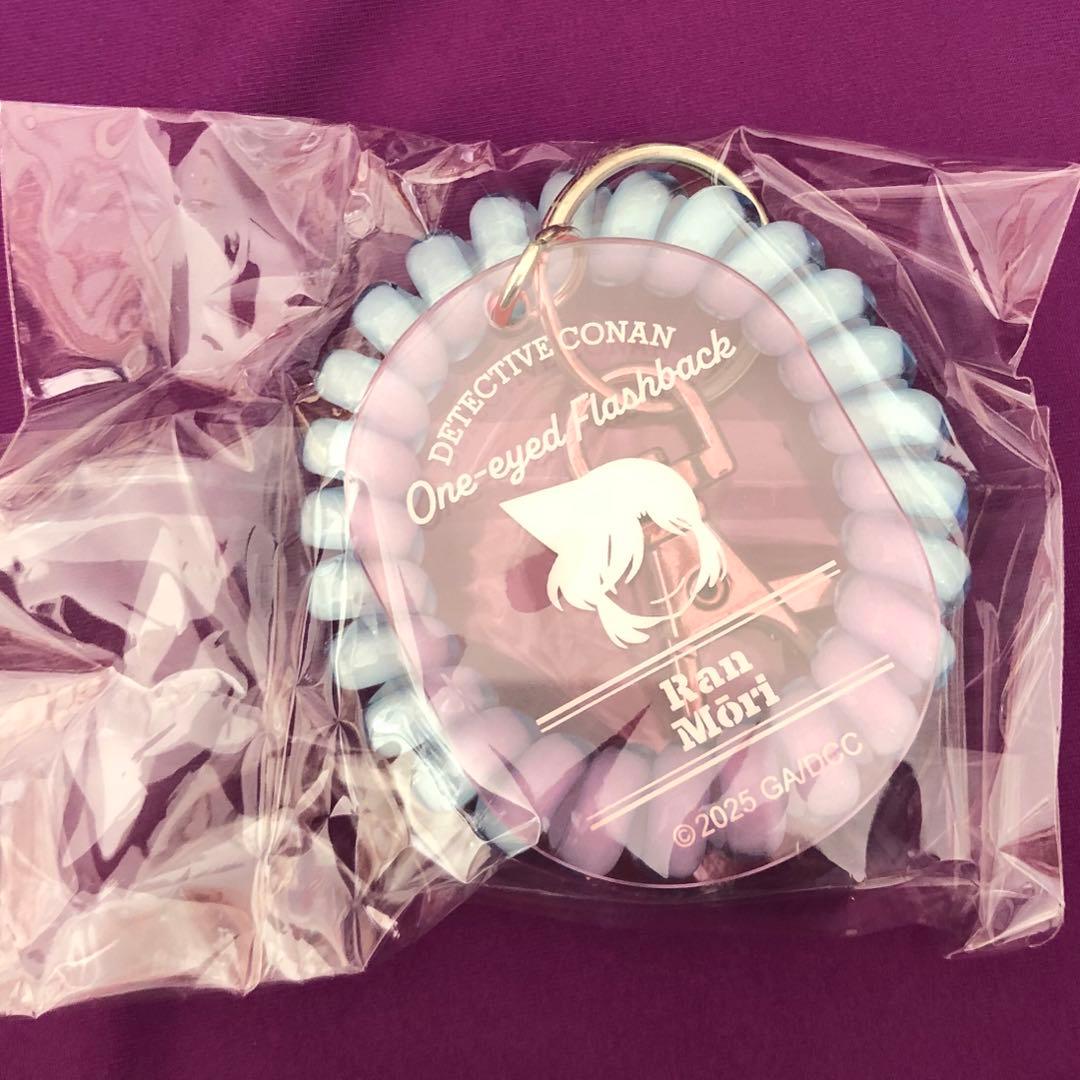 DETECTIVE CONAN
One-eyed Flashback
Ran
Mōri
©2025 GA/DCC